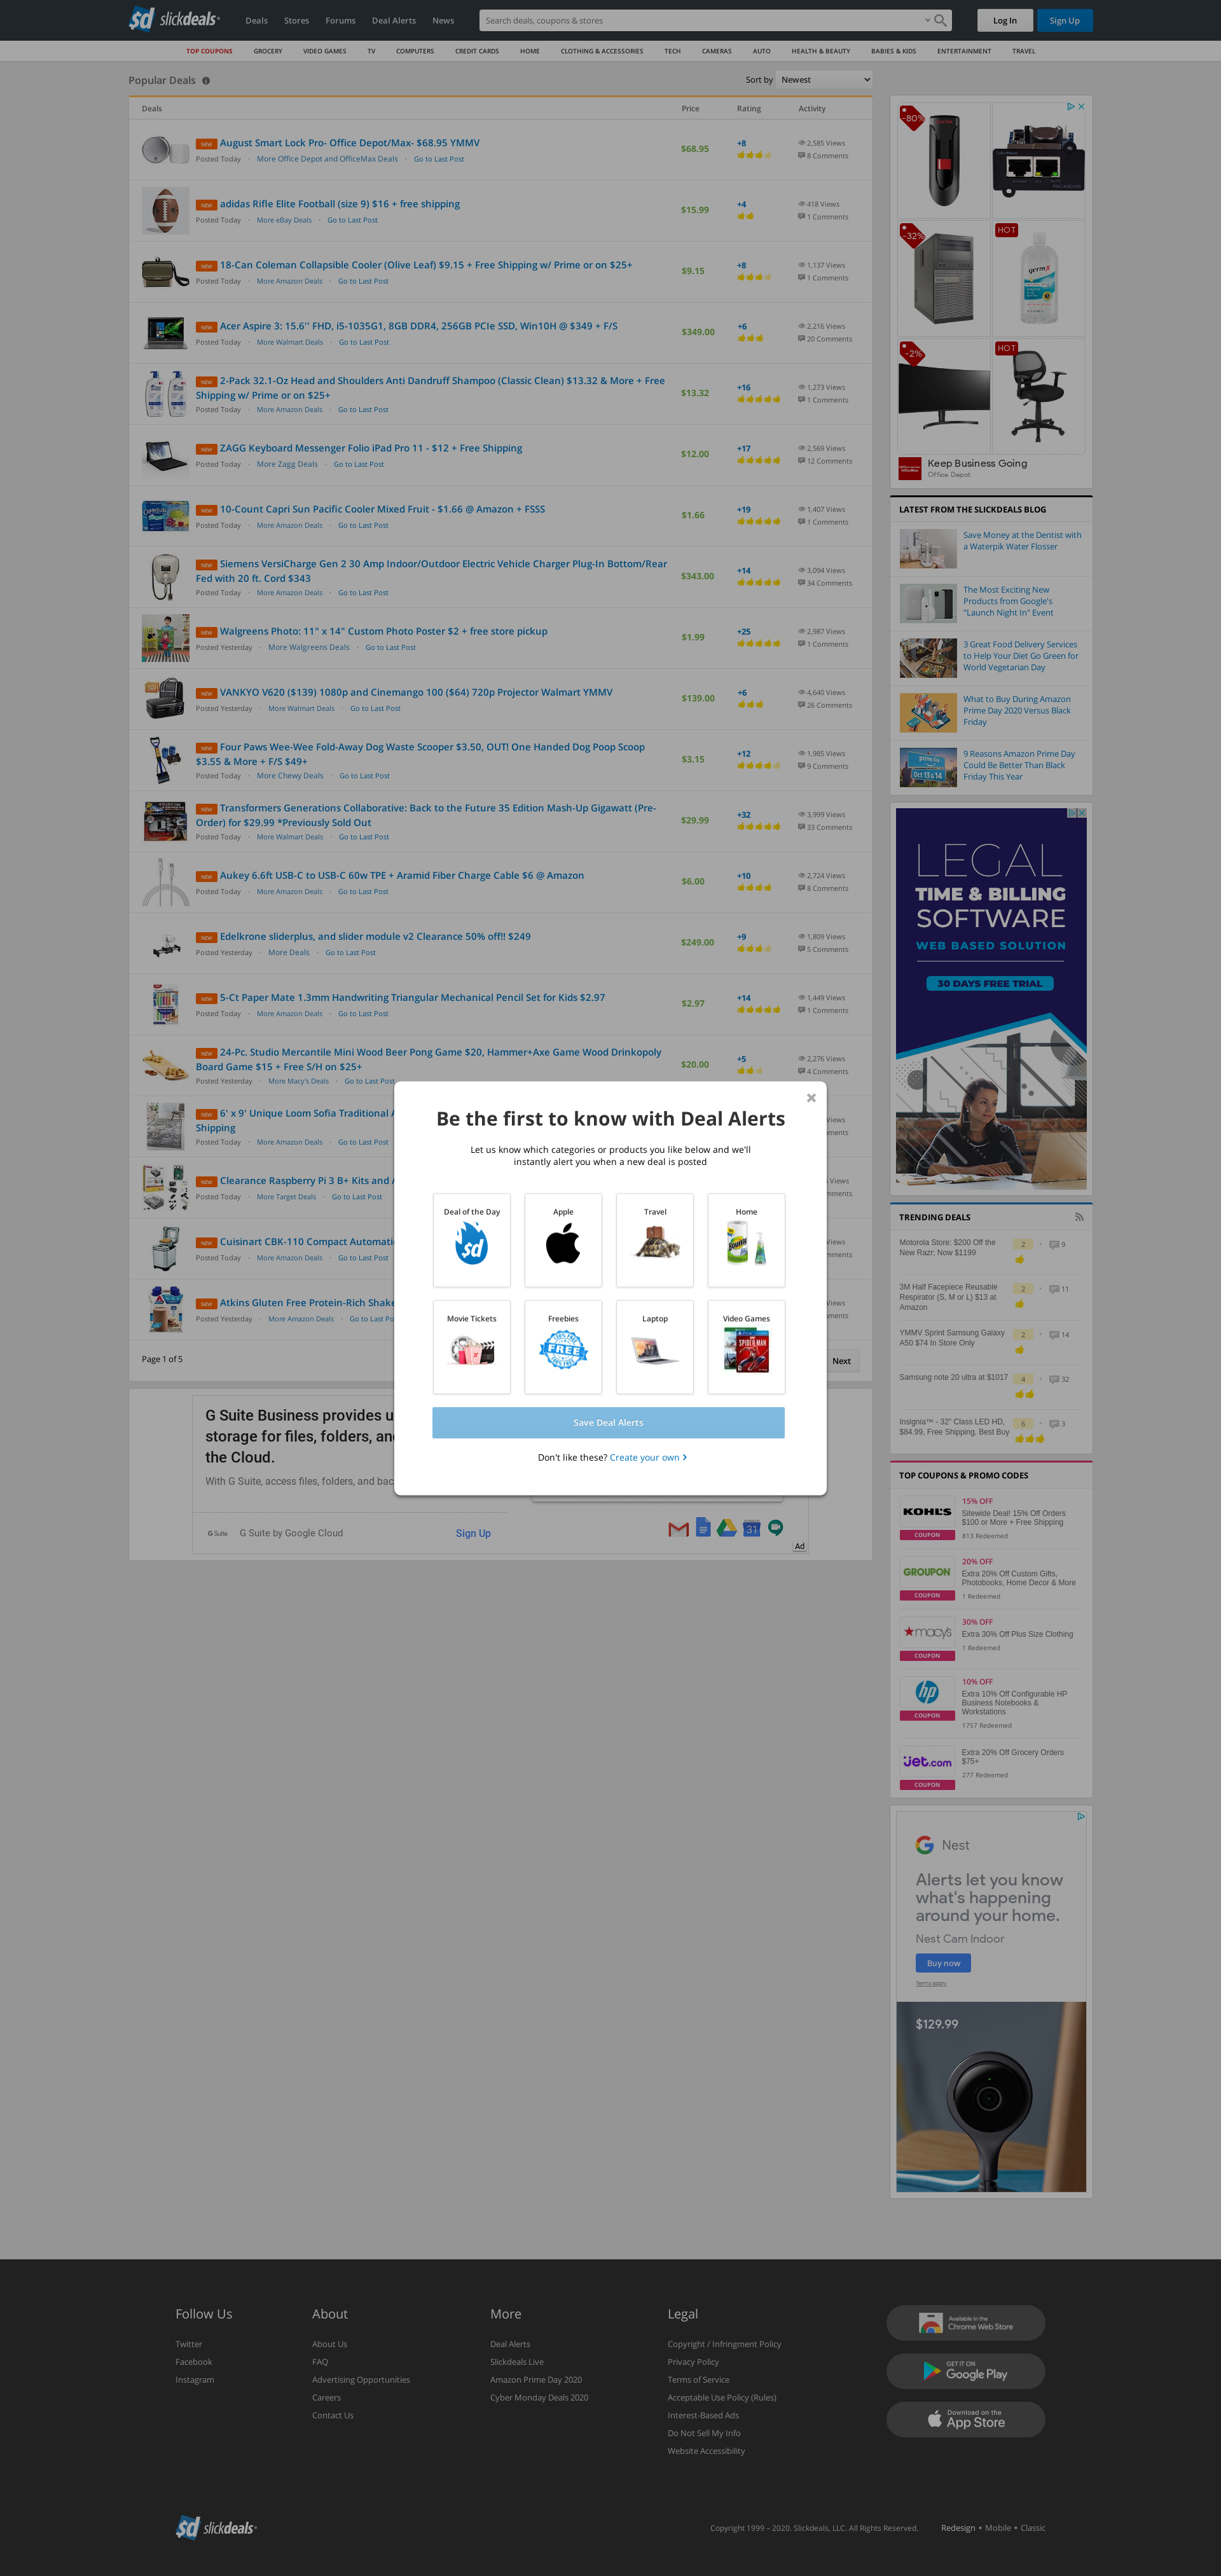 slickdeals
Deals
Stores
Forums
Deal Alerts
News
Search deals, coupons & stores
Log In
Sign Up
TOP COUPONS
GROCERY
VIDEO GAMES
TV
COMPUTERS
CREDIT CARDS
HOME
CLOTHING & ACCESSORIES
TECH
CAMERAS
AUTO
HEALTH & BEAUTY
BABIES & KIDS
ENTERTAINMENT
TRAVEL
Popular Deals
Sort by Newest
Deals Price Rating Activity
NEW August Smart Lock Pro- Office Depot/Max- $68.95 YMMV
Posted Today · More Office Depot and OfficeMax Deals · Go to Last Post
$68.95
+8
2,585 Views
8 Comments
NEW adidas Rifle Elite Football (size 9) $16 + free shipping
Posted Today · More eBay Deals · Go to Last Post
$15.99
+4
418 Views
1 Comments
NEW 18-Can Coleman Collapsible Cooler (Olive Leaf) $9.15 + Free Shipping w/ Prime or on $25+
Posted Today · More Amazon Deals · Go to Last Post
$9.15
+8
1,137 Views
1 Comments
NEW Acer Aspire 3: 15.6'' FHD, i5-1035G1, 8GB DDR4, 256GB PCIe SSD, Win10H @ $349 + F/S
Posted Today · More Walmart Deals · Go to Last Post
$349.00
+6
2,216 Views
20 Comments
NEW 2-Pack 32.1-Oz Head and Shoulders Anti Dandruff Shampoo (Classic Clean) $13.32 & More + Free
Shipping w/ Prime or on $25+
Posted Today · More Amazon Deals · Go to Last Post
$13.32
+16
1,273 Views
1 Comments
NEW ZAGG Keyboard Messenger Folio iPad Pro 11 - $12 + Free Shipping
Posted Today · More Zagg Deals · Go to Last Post
$12.00
+17
2,569 Views
12 Comments
NEW 10-Count Capri Sun Pacific Cooler Mixed Fruit - $1.66 @ Amazon + FSSS
Posted Today · More Amazon Deals · Go to Last Post
$1.66
+19
1,407 Views
1 Comments
NEW Siemens VersiCharge Gen 2 30 Amp Indoor/Outdoor Electric Vehicle Charger Plug-In Bottom/Rear
Fed with 20 ft. Cord $343
Posted Today · More Amazon Deals · Go to Last Post
$343.00
+14
3,094 Views
34 Comments
NEW Walgreens Photo: 11" x 14" Custom Photo Poster $2 + free store pickup
Posted Yesterday · More Walgreens Deals · Go to Last Post
$1.99
+25
2,987 Views
1 Comments
NEW VANKYO V620 ($139) 1080p and Cinemango 100 ($64) 720p Projector Walmart YMMV
Posted Yesterday · More Walmart Deals · Go to Last Post
$139.00
+6
4,640 Views
26 Comments
NEW Four Paws Wee-Wee Fold-Away Dog Waste Scooper $3.50, OUT! One Handed Dog Poop Scoop
$3.55 & More + F/S $49+
Posted Today · More Chewy Deals · Go to Last Post
$3.15
+12
1,985 Views
9 Comments
NEW Transformers Generations Collaborative: Back to the Future 35 Edition Mash-Up Gigawatt (Pre-
Order) for $29.99 *Previously Sold Out
Posted Today · More Walmart Deals · Go to Last Post
$29.99
+32
3,999 Views
33 Comments
NEW Aukey 6.6ft USB-C to USB-C 60w TPE + Aramid Fiber Charge Cable $6 @ Amazon
Posted Today · More Amazon Deals · Go to Last Post
$6.00
+10
2,724 Views
8 Comments
NEW Edelkrone sliderplus, and slider module v2 Clearance 50% off!! $249
Posted Yesterday · More Deals · Go to Last Post
$249.00
+9
1,809 Views
5 Comments
NEW 5-Ct Paper Mate 1.3mm Handwriting Triangular Mechanical Pencil Set for Kids $2.97
Posted Today · More Amazon Deals · Go to Last Post
$2.97
+14
1,449 Views
1 Comments
NEW 24-Pc. Studio Mercantile Mini Wood Beer Pong Game $20, Hammer+Axe Game Wood Drinkopoly
Board Game $15 + Free S/H on $25+
Posted Yesterday · More Macy's Deals · Go to Last Post
$20.00
+5
2,276 Views
4 Comments
NEW 6' x 9' Unique Loom Sofia Traditional
Shipping
Posted Today · More Amazon Deals · Go to Last Post
NEW Clearance Raspberry Pi 3 B+ Kits and
Posted Today · More Target Deals · Go to Last Post
NEW Cuisinart CBK-110 Compact Automati
Posted Today · More Amazon Deals · Go to Last Post
NEW Atkins Gluten Free Protein-Rich Shake
Posted Yesterday · More Amazon Deals · Go to Last Po
Page 1 of 5
Next
Be the first to know with Deal Alerts
Let us know which categories or products you like below and we'll
instantly alert you when a new deal is posted
Deal of the Day
Apple
Travel
Home
Movie Tickets
Freebies
Laptop
Video Games
FREE
Save Deal Alerts
Don't like these? Create your own
G Suite Business provides u
storage for files, folders, an
the Cloud.
With G Suite, access files, folders, and bac
G Suite
G Suite by Google Cloud
Sign Up
31
Ad
-80%
-32%
HOT
germx
-2%
HOT
Keep Business Going
Office Depot
LATEST FROM THE SLICKDEALS BLOG
Save Money at the Dentist with
a Waterpik Water Flosser
The Most Exciting New
Products from Google's
"Launch Night In" Event
3 Great Food Delivery Services
to Help Your Diet Go Green for
World Vegetarian Day
What to Buy During Amazon
Prime Day 2020 Versus Black
Friday
9 Reasons Amazon Prime Day
Could Be Better Than Black
Friday This Year
LEGAL
TIME & BILLING
SOFTWARE
WEB BASED SOLUTION
30 DAYS FREE TRIAL
TRENDING DEALS
Motorola Store: $200 Off the
New Razr; Now $1199
2 · 9
3M Half Facepiece Reusable
Respirator (S, M or L) $13 at
Amazon
2 · 11
YMMV Sprint Samsung Galaxy
A50 $74 In Store Only
2 · 14
Samsung note 20 ultra at $1017
4 · 32
Insignia™ - 32" Class LED HD,
$84.99, Free Shipping, Best Buy
6 · 3
TOP COUPONS & PROMO CODES
KOHL'S
COUPON
15% OFF
Sitewide Deal! 15% Off Orders
$100 or More + Free Shipping
813 Redeemed
GROUPON
COUPON
20% OFF
Extra 20% Off Custom Gifts,
Photobooks, Home Decor & More
1 Redeemed
macy's
COUPON
30% OFF
Extra 30% Off Plus Size Clothing
1 Redeemed
hp
COUPON
10% OFF
Extra 10% Off Configurable HP
Business Notebooks &
Workstations
1757 Redeemed
jet.com
COUPON
Extra 20% Off Grocery Orders
$75+
277 Redeemed
Nest
Alerts let you know
what's happening
around your home.
Nest Cam Indoor
Buy now
Terms apply.
$129.99
Follow Us
Twitter
Facebook
Instagram
About
About Us
FAQ
Advertising Opportunities
Careers
Contact Us
More
Deal Alerts
Slickdeals Live
Amazon Prime Day 2020
Cyber Monday Deals 2020
Legal
Copyright / Infringment Policy
Privacy Policy
Terms of Service
Acceptable Use Policy (Rules)
Interest-Based Ads
Do Not Sell My Info
Website Accessibility
Available in the
Chrome Web Store
GET IT ON
Google Play
Download on the
App Store
slickdeals
Copyright 1999 – 2020. Slickdeals, LLC. All Rights Reserved.
Redesign • Mobile • Classic